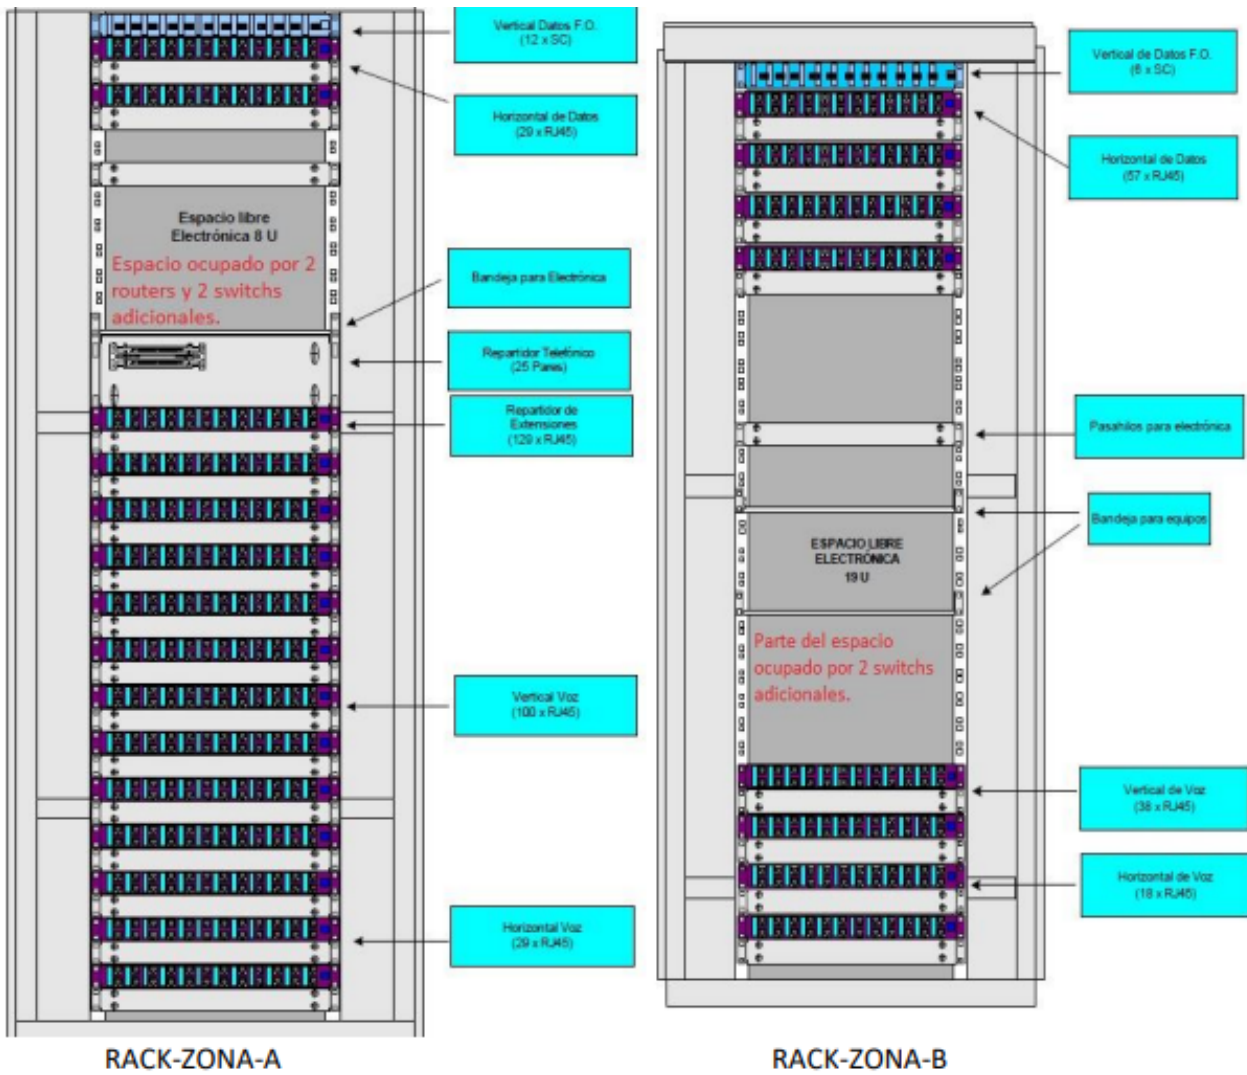 Vertical Datos F.O.
(12 x SC)
Horizontal de Datos
(29 x RJ45)
Espacio libre
Electrónica 8 U
Espacio ocupado por 2
routers y 2 switchs
adicionales.
Bandeja para Electrónica
Repartidor Telefónico
(25 Pares)
Repartidor de
Extensiones
(129 x RJ45)
Vertical Voz
(100 x RJ45)
Horizontal Voz
(29 x RJ45)
RACK-ZONA-A
Vertical de Datos F.O.
(6 x SC)
Horizontal de Datos
(57 x RJ45)
Pasahilos para electrónica
Bandeja para equipos
ESPACIO LIBRE
ELECTRÓNICA
19 U
Parte del espacio
ocupado por 2 switchs
adicionales.
Vertical de Voz
(38 x RJ45)
Horizontal de Voz
(18 x RJ45)
RACK-ZONA-B